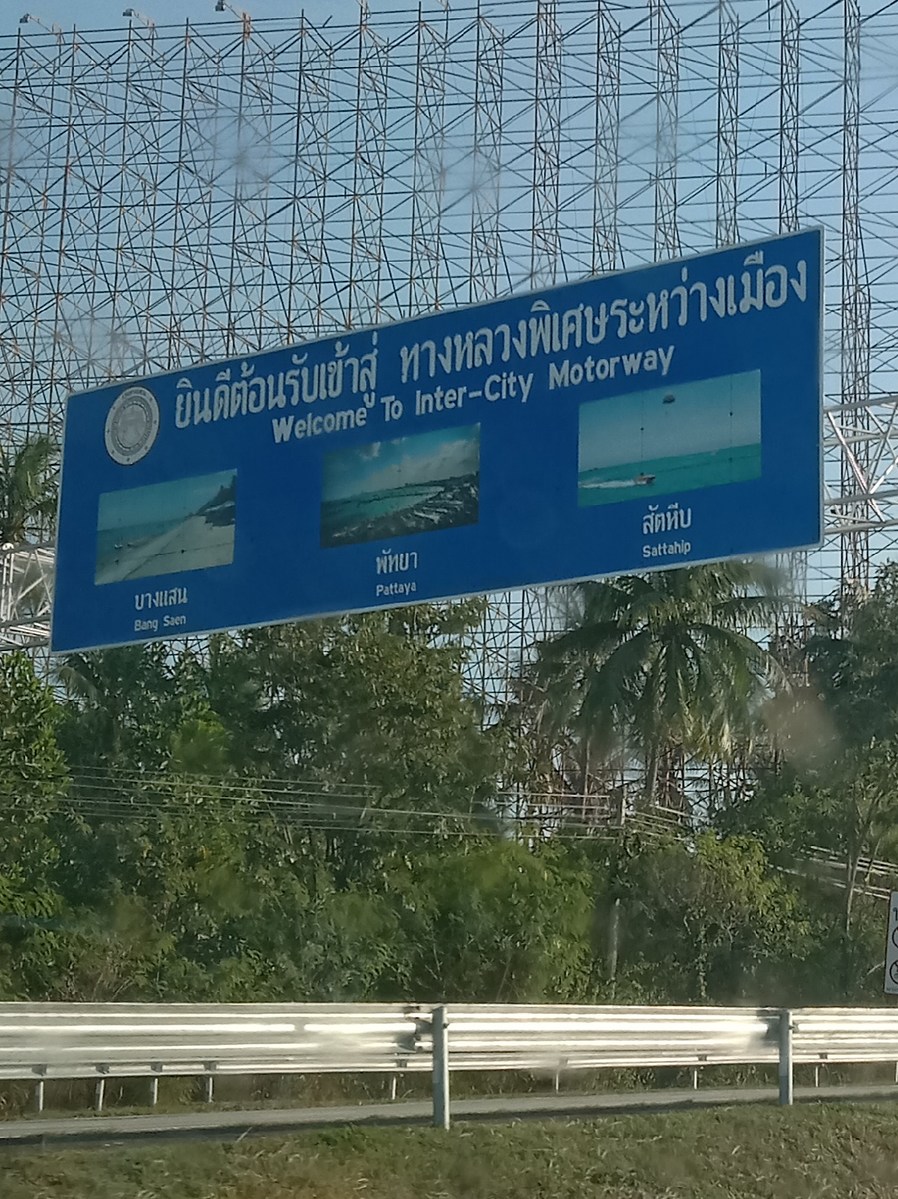 ยินดีต้อนรับเข้าสู่ ทางหลวงพิเศษระหว่างเมือง
Welcome To Inter-City Motorway
บางแสน
Bang Saen
พัทยา
Pattaya
สัตหีบ
Sattahip